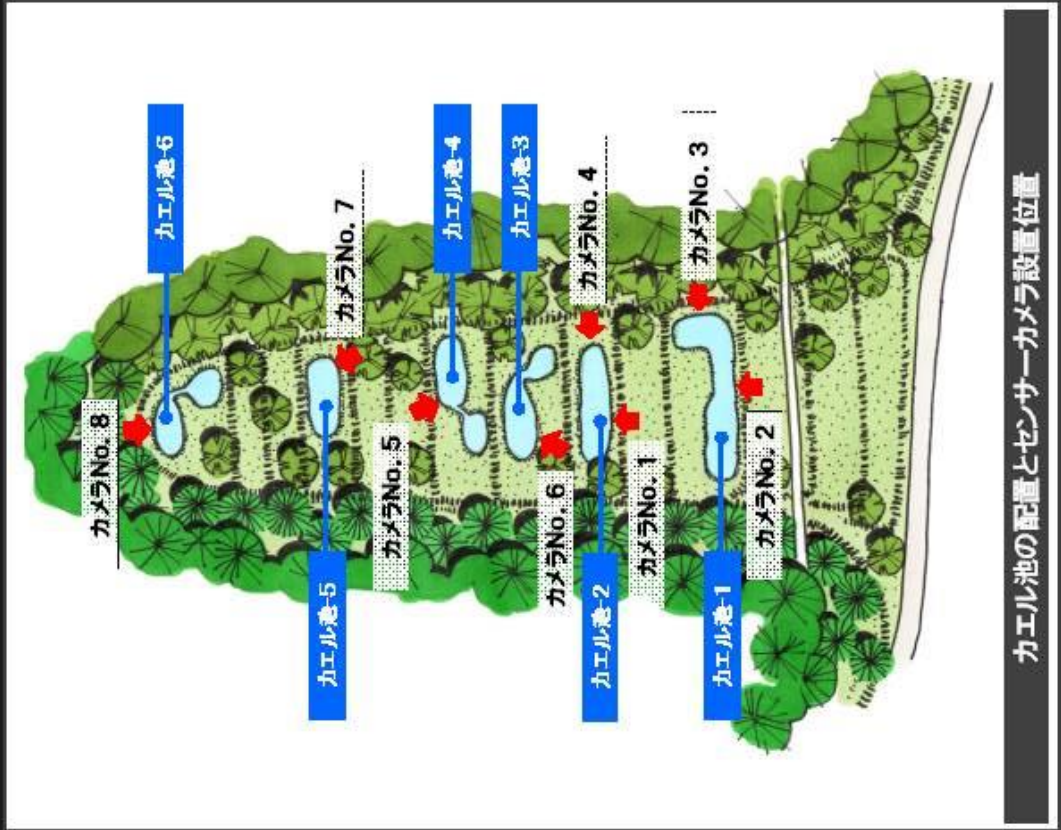 カエル池の配置とセンサーカメラ設置位置
カメラNo. 8
カエル池-6
カメラNo. 7
カエル池-5
カメラNo. 5
カエル池-4
カエル池-3
カメラNo. 6
カメラNo. 4
カエル池-2
カメラNo. 1
カメラNo. 3
カエル池-1
カメラNo. 2